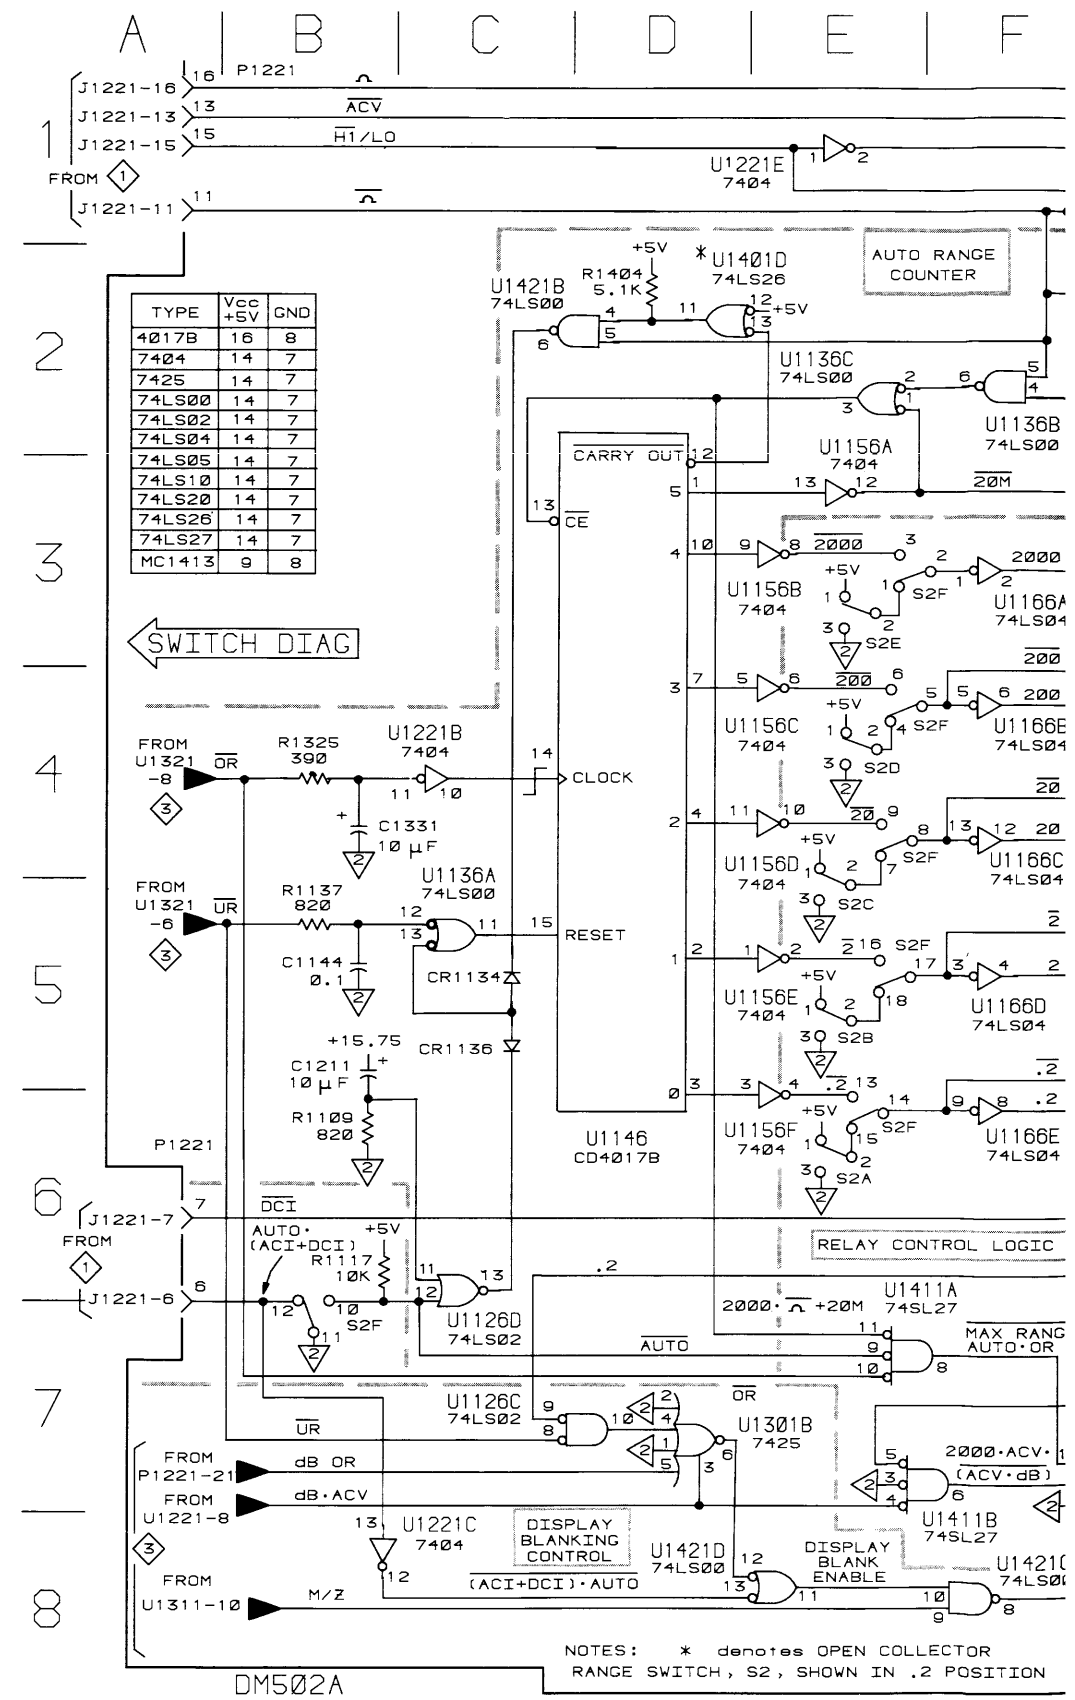 A B C D E F
1
2
3
4
5
6
7
8
J1221-16 16 P1221 Ω
J1221-13 13 ACV
J1221-15 15 HI/LO
FROM 1
J1221-11 11 Ω
1 2
U1221E
7404
AUTO RANGE
COUNTER
TYPE Vcc +5V GND
4017B 16 8
7404 14 7
7425 14 7
74LS00 14 7
74LS02 14 7
74LS04 14 7
74LS05 14 7
74LS10 14 7
74LS20 14 7
74LS26 14 7
74LS27 14 7
MC1413 9 8
+5V
R1404
5.1K
* U1401D
74LS26
11 12 13 +5V
U1421B
74LS00
4 5 6
U1136C
74LS00
2 1 3
6 5 4
U1136B
74LS00
CARRY OUT 12
5 1
13 CE
U1156A
7404
13 12 20M
4 10 9 8 2000 3
U1156B
7404
+5V
1 2 3 S2E
2
1 2 S2F
1 2 2000
U1166A
74LS04
SWITCH DIAG
3 7 5 6 200 6
U1156C
7404
+5V
1 2 3 S2D
2
4 5 S2F
200
5 6 200
U1166B
74LS04
FROM
U1321
-8
3
OR
R1325
390
U1221B
7404
11 10
14 CLOCK
+ C1331
10 μF
2
2 4 11 10 20 9
U1156D
7404
+5V
1 2 3 S2C
2
7 8 S2F
20
13 12 20
U1166C
74LS04
FROM
U1321
-6
3
UR
R1137
820
U1136A
74LS00
12 13 11
15 RESET
C1144
0.1
2
CR1134
CR1136
1 2 1 2 2 16 S2F
U1156E
7404
+5V
1 2 3 S2B
2
18 17
2
3 4 2
U1166D
74LS04
+15.75
C1211
10 μF +
R1109
820
2
0 3 3 4 .2 13
U1156F
7404
+5V
1 2 3 S2A
2
15 14 S2F
.2
9 8 .2
U1166E
74LS04
U1146
CD4017B
P1221
J1221-7 7 DCI
FROM
1
J1221-6 6
AUTO·
(ACI+DCI)
+5V
R1117
10K
12 10 11 S2F
2
11 12 13
U1126D
74LS02
RELAY CONTROL LOGIC
.2
U1411A
74SL27
2000·Ω+20M 11
AUTO 9
10 8
MAX RANG
AUTO·OR
OR
U1126C
74LS02
9 8 10
UR
2 4 1 5 3 6
2
2
U1301B
7425
FROM
P1221-21 dB OR
FROM
U1221-8 dB·ACV
3
5 3 4 6
2
2000·ACV·
(ACV·dB)
1
2
U1411B
74SL27
13 12
U1221C
7404
DISPLAY
BLANKING
CONTROL
(ACI+DCI)·AUTO
U1421D
74LS00
12 13 11
DISPLAY
BLANK
ENABLE
U1421C
74LS00
10 9 8
FROM
U1311-10 M/Z
NOTES: * denotes OPEN COLLECTOR
RANGE SWITCH, S2, SHOWN IN .2 POSITION
DM502A